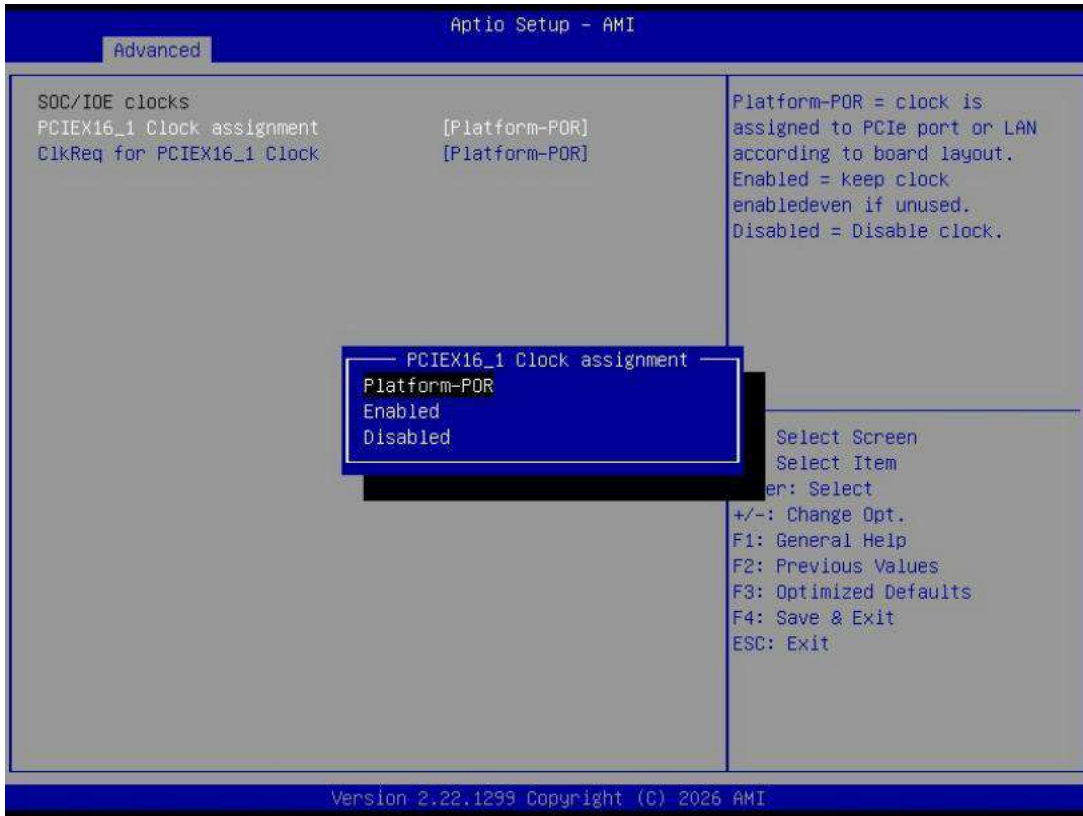 Aptio Setup – AMI
Advanced
SOC/IOE clocks
PCIEX16_1 Clock assignment [Platform-POR]
ClkReq for PCIEX16_1 Clock [Platform-POR]
Platform-POR = clock is
assigned to PCIe port or LAN
according to board layout.
Enabled = keep clock
enabledeven if unused.
Disabled = Disable clock.
PCIEX16_1 Clock assignment
Platform-POR
Enabled
Disabled
Select Screen
Select Item
er: Select
+/-: Change Opt.
F1: General Help
F2: Previous Values
F3: Optimized Defaults
F4: Save & Exit
ESC: Exit
Version 2.22.1299 Copyright (C) 2026 AMI